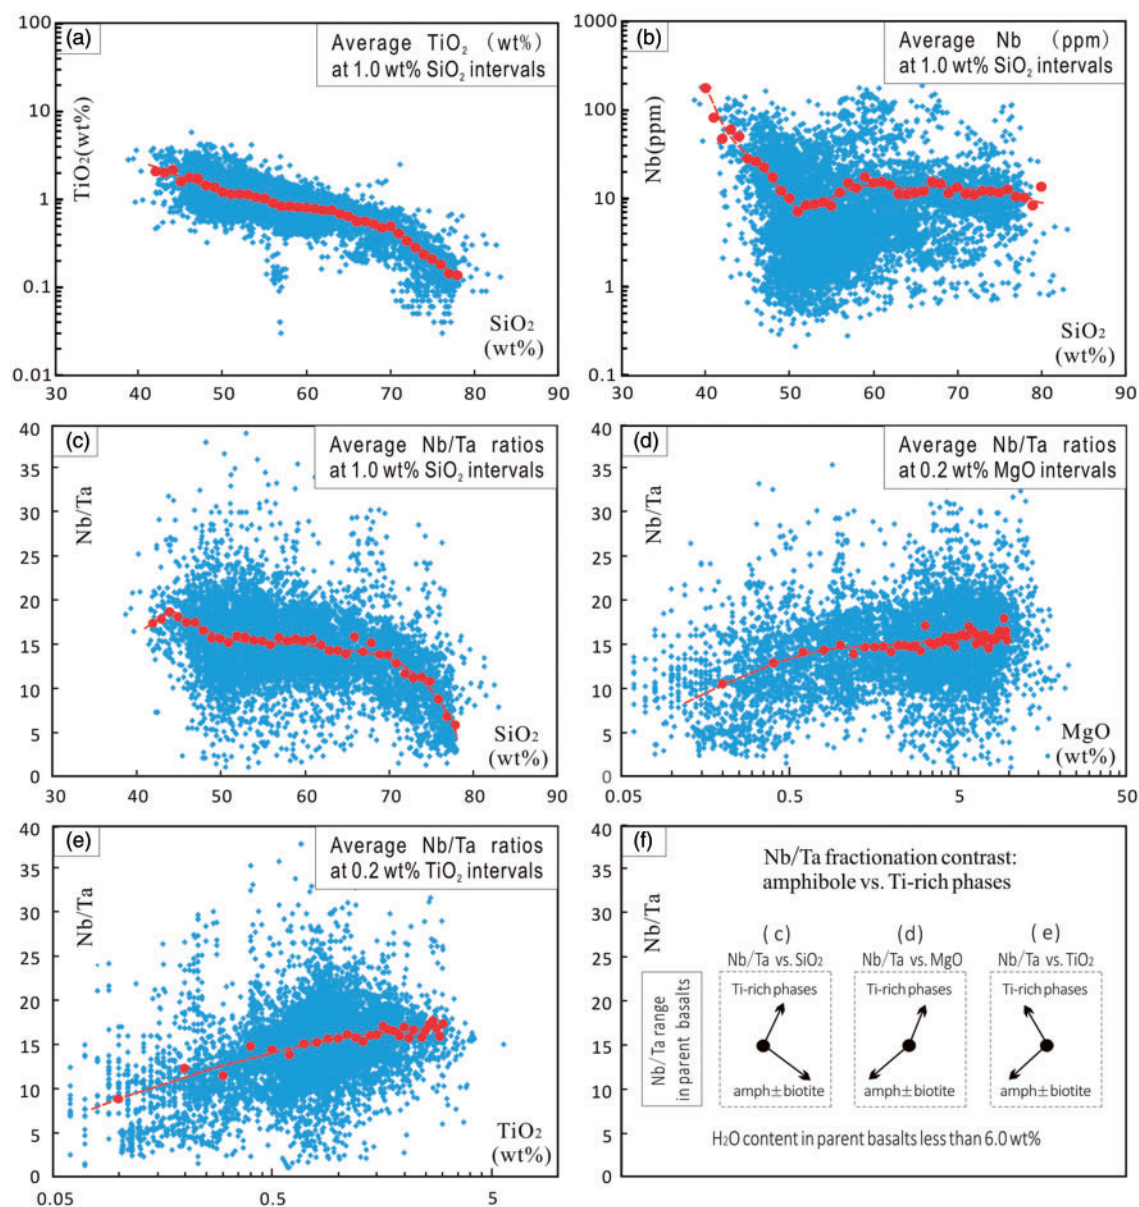 (a)
Average TiO₂ (wt%)
at 1.0 wt% SiO₂ intervals
TiO₂(wt%)
100
10
1
0.1
0.01
SiO₂
(wt%)
30 40 50 60 70 80 90
(b)
Average Nb (ppm)
at 1.0 wt% SiO₂ intervals
Nb(ppm)
1000
100
10
1
0.1
SiO₂
(wt%)
30 40 50 60 70 80 90
(c)
Average Nb/Ta ratios
at 1.0 wt% SiO₂ intervals
Nb/Ta
40
35
30
25
20
15
10
5
0
SiO₂
(wt%)
30 40 50 60 70 80 90
(d)
Average Nb/Ta ratios
at 0.2 wt% MgO intervals
Nb/Ta
40
35
30
25
20
15
10
5
0
MgO
(wt%)
0.05 0.5 5 50
(e)
Average Nb/Ta ratios
at 0.2 wt% TiO₂ intervals
Nb/Ta
40
35
30
25
20
15
10
5
0
TiO₂
(wt%)
0.05 0.5 5
(f)
Nb/Ta fractionation contrast:
amphibole vs. Ti-rich phases
Nb/Ta
40
35
30
25
20
15
10
5
0
Nb/Ta range
in parent basalts
(c) (d) (e)
Nb/Ta vs. SiO₂ Nb/Ta vs. MgO Nb/Ta vs. TiO₂
Ti-rich phases Ti-rich phases Ti-rich phases
amph±biotite amph±biotite amph±biotite
H₂O content in parent basalts less than 6.0 wt%